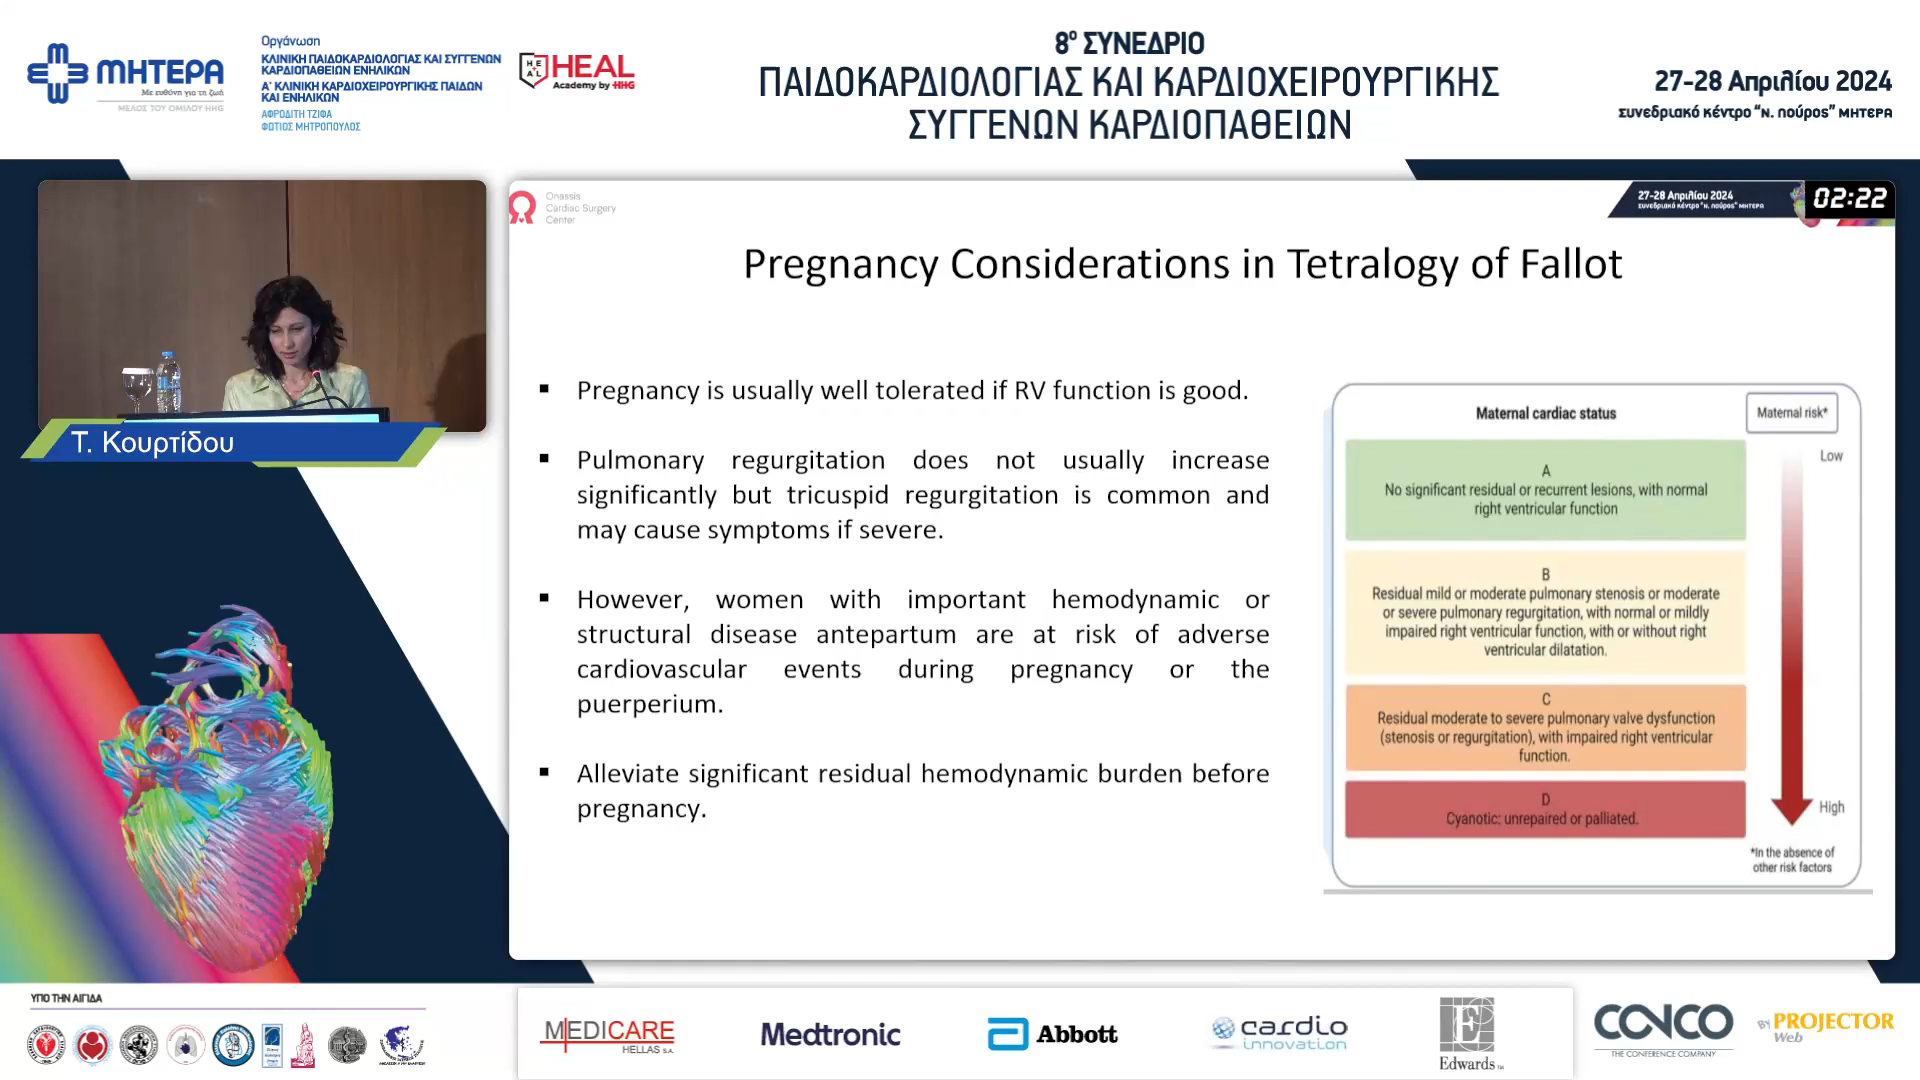 ΜΗΤΕΡΑ
Με ευθύνη για τη ζωή
ΜΕΛΟΣ ΤΟΥ ΟΜΙΛΟΥ HHG
Οργάνωση
ΚΛΙΝΙΚΗ ΠΑΙΔΟΚΑΡΔΙΟΛΟΓΙΑΣ ΚΑΙ ΣΥΓΓΕΝΩΝ
ΚΑΡΔΙΟΠΑΘΕΙΩΝ ΕΝΗΛΙΚΩΝ
Α' ΚΛΙΝΙΚΗ ΚΑΡΔΙΟΧΕΙΡΟΥΡΓΙΚΗΣ ΠΑΙΔΩΝ
ΚΑΙ ΕΝΗΛΙΚΩΝ
ΑΦΡΟΔΙΤΗ ΤΖΙΦΑ
ΦΩΤΙΟΣ ΜΗΤΡΟΠΟΥΛΟΣ
HEAL
HEAL
Academy by HHG
8º ΣΥΝΕΔΡΙΟ
ΠΑΙΔΟΚΑΡΔΙΟΛΟΓΙΑΣ ΚΑΙ ΚΑΡΔΙΟΧΕΙΡΟΥΡΓΙΚΗΣ
ΣΥΓΓΕΝΩΝ ΚΑΡΔΙΟΠΑΘΕΙΩΝ
27-28 Απριλίου 2024
Συνεδριακό κέντρο "Ν. Λούρος" ΜΗΤΕΡΑ
Onassis
Cardiac Surgery
Center
27-28 Απριλίου 2024
Συνεδριακό κέντρο "Ν. Λούρος" ΜΗΤΕΡΑ
02:22
Pregnancy Considerations in Tetralogy of Fallot
▪ Pregnancy is usually well tolerated if RV function is good.
▪ Pulmonary regurgitation does not usually increase
significantly but tricuspid regurgitation is common and
may cause symptoms if severe.
▪ However, women with important hemodynamic or
structural disease antepartum are at risk of adverse
cardiovascular events during pregnancy or the
puerperium.
▪ Alleviate significant residual hemodynamic burden before
pregnancy.
Maternal cardiac status
Maternal risk*
Low
A
No significant residual or recurrent lesions, with normal
right ventricular function
B
Residual mild or moderate pulmonary stenosis or moderate
or severe pulmonary regurgitation, with normal or mildly
impaired right ventricular function, with or without right
ventricular dilatation.
C
Residual moderate to severe pulmonary valve dysfunction
(stenosis or regurgitation), with impaired right ventricular
function.
D
Cyanotic: unrepaired or palliated.
High
*In the absence of
other risk factors
Τ. Κουρτίδου
ΥΠΟ ΤΗΝ ΑΙΓΙΔΑ
MEDICARE
HELLAS S.A.
Medtronic
Abbott
cardio
innovation
Edwards
CONCO
THE CONFERENCE COMPANY
BY PROJECTOR
Web